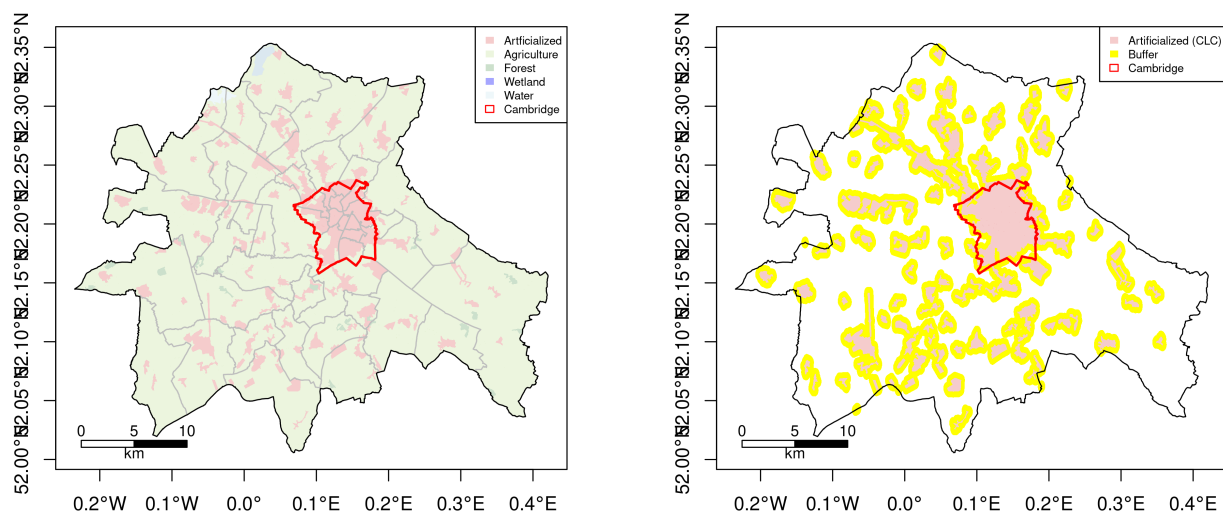 Artficialized
Agriculture
Forest
Wetland
Water
Cambridge
52.00°N
52.05°N
52.10°N
52.15°N
52.20°N
52.25°N
52.30°N
52.35°N
0 5 10
km
0.2°W 0.1°W 0.0° 0.1°E 0.2°E 0.3°E 0.4°E
Artificialized (CLC)
Buffer
Cambridge
52.00°N
52.05°N
52.10°N
52.15°N
52.20°N
52.25°N
52.30°N
52.35°N
0 5 10
km
0.2°W 0.1°W 0.0° 0.1°E 0.2°E 0.3°E 0.4°E